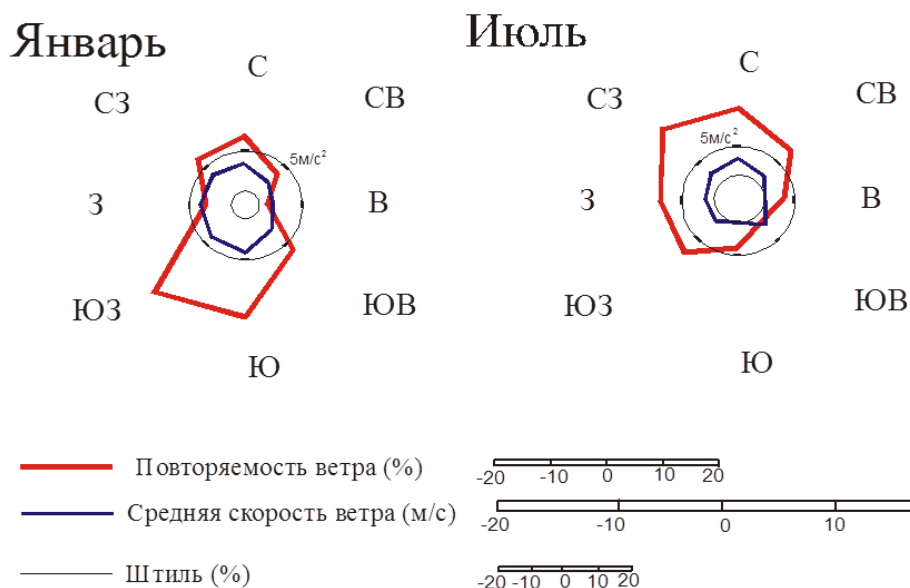 Январь
Июль
С
СЗ
СВ
5м/с²
З
В
ЮЗ
ЮВ
Ю
С
СЗ
СВ
5м/с²
З
В
ЮЗ
ЮВ
Ю
Повторяемость ветра (%)
-20 -10 0 10 20
Средняя скорость ветра (м/с)
-20 -10 0 10
Штиль (%)
-20 -10 0 10 20